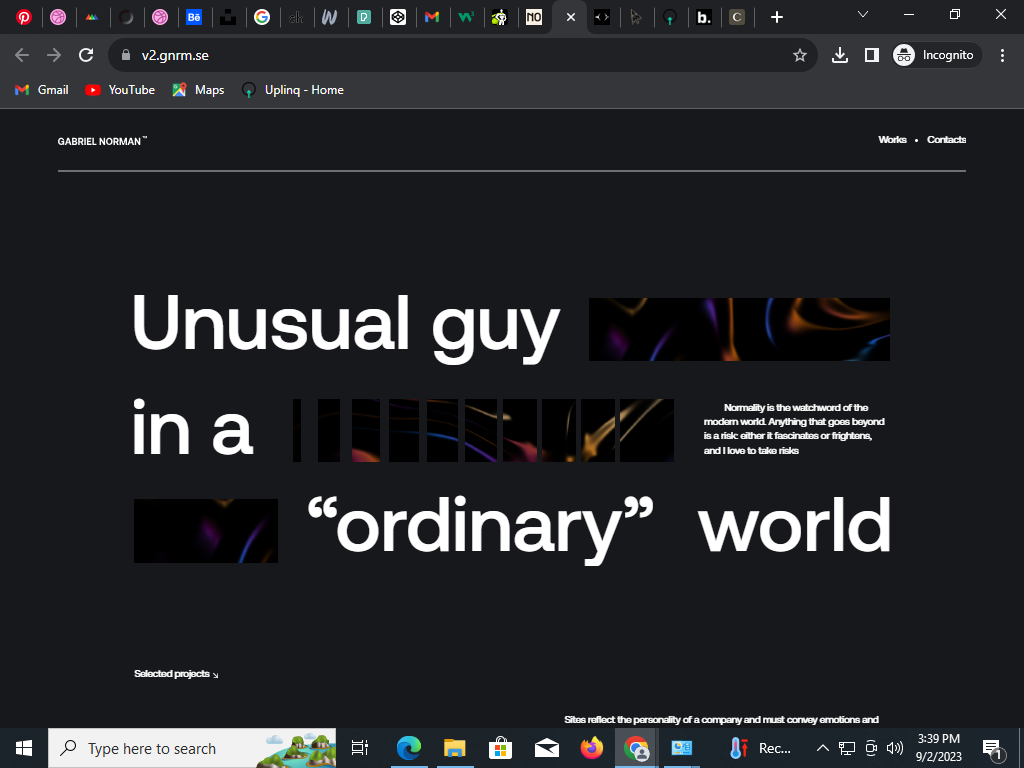 Bē
D
NO
b.
C
v2.gnrm.se
Incognito
Gmail
YouTube
Maps
Uplinq - Home
GABRIEL NORMAN™
Works • Contacts
Unusual guy
in a
Normality is the watchword of the
modern world. Anything that goes beyond
is a risk: either it fascinates or frightens,
and I love to take risks
“ordinary” world
Selected projects
Sites reflect the personality of a company and must convey emotions and
Type here to search
Rec...
3:39 PM
9/2/2023
1